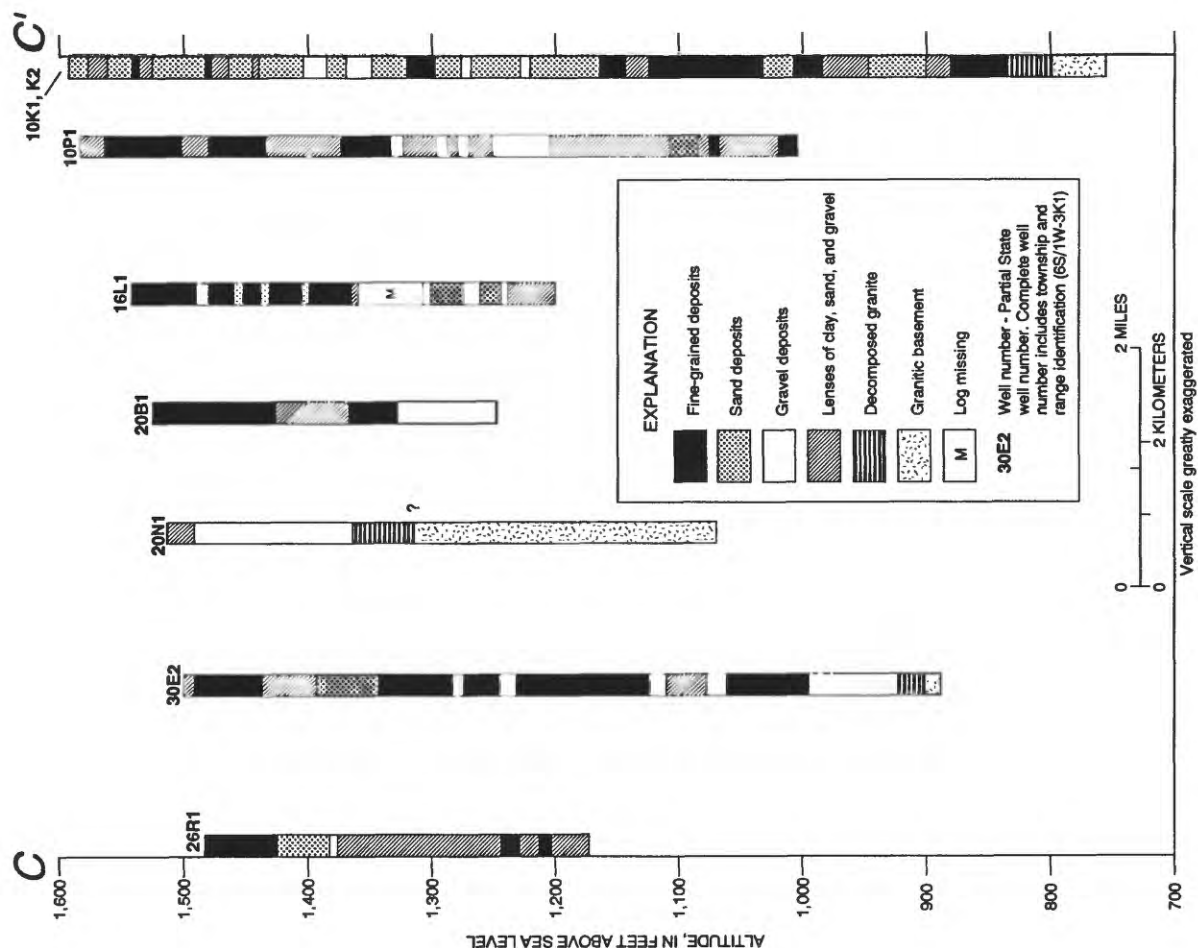 C
C'
1,600
1,500
1,400
1,300
1,200
1,100
1,000
900
800
700
ALTITUDE, IN FEET ABOVE SEA LEVEL
26R1
30E2
20N1
?
20B1
16L1
M
10P1
10K1, K2
EXPLANATION
Fine-grained deposits
Sand deposits
Gravel deposits
Lenses of clay, sand, and gravel
Decomposed granite
Granitic basement
M Log missing
30E2 Well number - Partial State
well number. Complete well
number includes township and
range identification (6S/1W-3K1)
0 2 MILES
0 2 KILOMETERS
Vertical scale greatly exaggerated